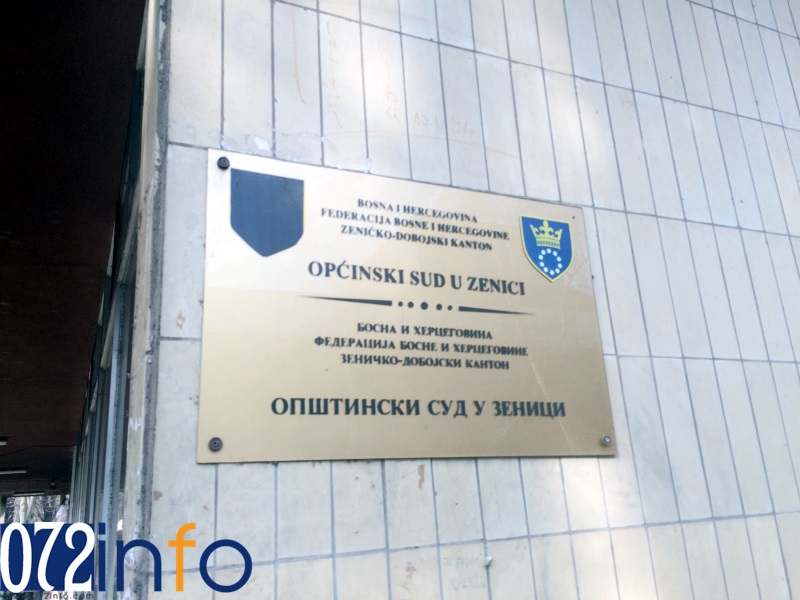 BOSNA I HERCEGOVINA
FEDERACIJA BOSNE I HERCEGOVINE
ZENIČKO-DOBOJSKI KANTON
OPĆINSKI SUD U ZENICI
БОСНА И ХЕРЦЕГОВИНА
ФЕДЕРАЦИЈА БОСНЕ И ХЕРЦЕГОВИНЕ
ЗЕНИЧКО-ДОБОЈСКИ КАНТОН
ОПШТИНСКИ СУД У ЗЕНИЦИ
072info